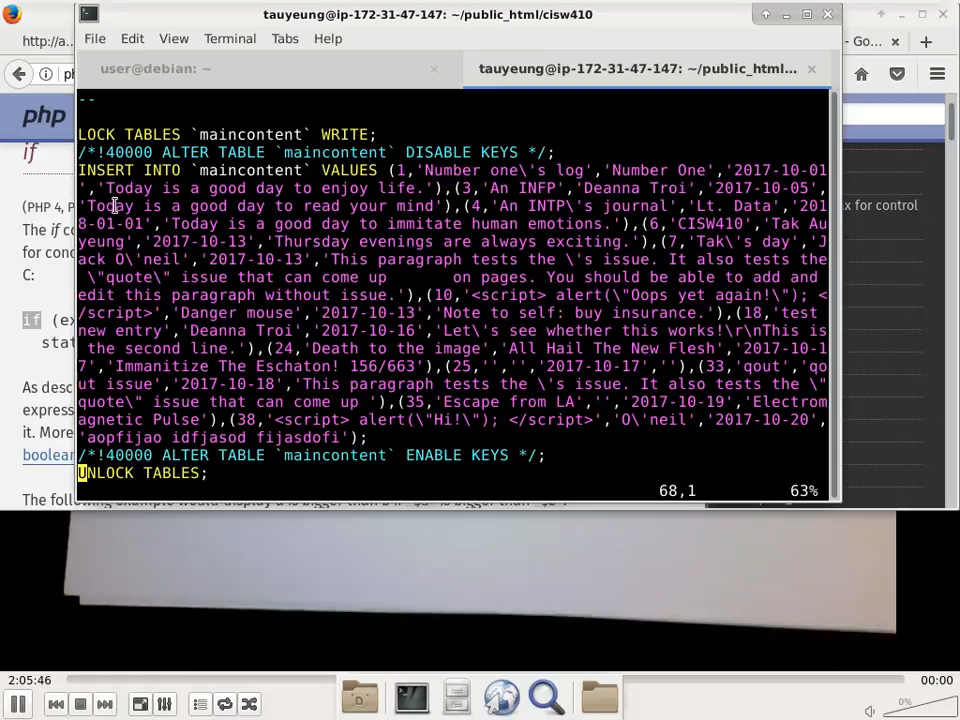 tauyeung@ip-172-31-47-147: ~/public_html/cisw410
File Edit View Terminal Tabs Help
http://a...
- Go...
user@debian: ~
tauyeung@ip-172-31-47-147: ~/public_html...
php
if
(PHP 4, P
The if co
for conc
C:
if (ex
stat
As desc
express
it. More
boolean
x for control
--
LOCK TABLES `maincontent` WRITE;
/*!40000 ALTER TABLE `maincontent` DISABLE KEYS */;
INSERT INTO `maincontent` VALUES (1,'Number one\'s log','Number One','2017-10-01
','Today is a good day to enjoy life.'),(3,'An INFP','Deanna Troi','2017-10-05',
'Today is a good day to read your mind'),(4,'An INTP\'s journal','Lt. Data','201
8-01-01','Today is a good day to immitate human emotions.'),(6,'CISW410','Tak Au
yeung','2017-10-13','Thursday evenings are always exciting.'),(7,'Tak\'s day','J
ack O\'neil','2017-10-13','This paragraph tests the \'s issue. It also tests the
\"quote\" issue that can come up on pages. You should be able to add and
edit this paragraph without issue.'),(10,'<script> alert(\"Oops yet again!\"); <
/script>','Danger mouse','2017-10-13','Note to self: buy insurance.'),(18,'test
new entry','Deanna Troi','2017-10-16','Let\'s see whether this works!\r\nThis is
the second line.'),(24,'Death to the image','All Hail The New Flesh','2017-10-1
7','Immanitize The Eschaton! 156/663'),(25,'','','2017-10-17',''),(33,'qout','qo
ut issue','2017-10-18','This paragraph tests the \'s issue. It also tests the \"
quote\" issue that can come up '),(35,'Escape from LA','','2017-10-19','Electrom
agnetic Pulse'),(38,'<script> alert(\"Hi!\"); </script>','O\'neil','2017-10-20',
'aopfijao idfjasod fijasdofi');
/*!40000 ALTER TABLE `maincontent` ENABLE KEYS */;
UNLOCK TABLES;
68,1 63%
2:05:46
00:00
0%